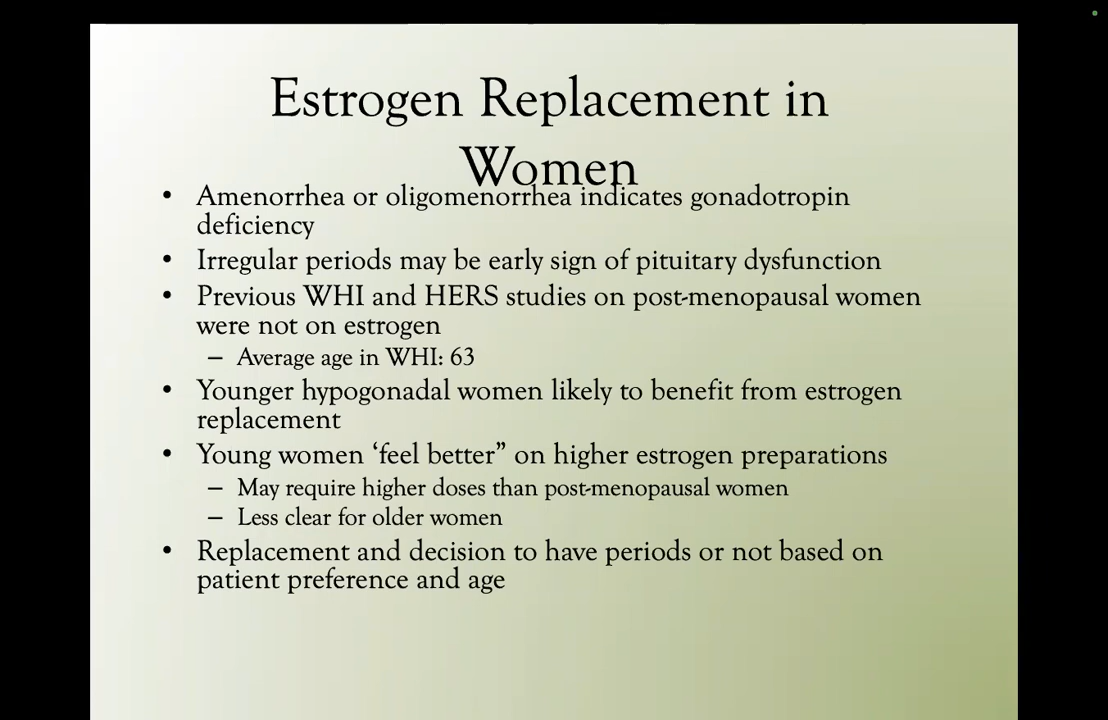 Estrogen Replacement in
Women
• Amenorrhea or oligomenorrhea indicates gonadotropin
deficiency
• Irregular periods may be early sign of pituitary dysfunction
• Previous WHI and HERS studies on post-menopausal women
were not on estrogen
– Average age in WHI: 63
• Younger hypogonadal women likely to benefit from estrogen
replacement
• Young women ‘feel better” on higher estrogen preparations
– May require higher doses than post-menopausal women
– Less clear for older women
• Replacement and decision to have periods or not based on
patient preference and age